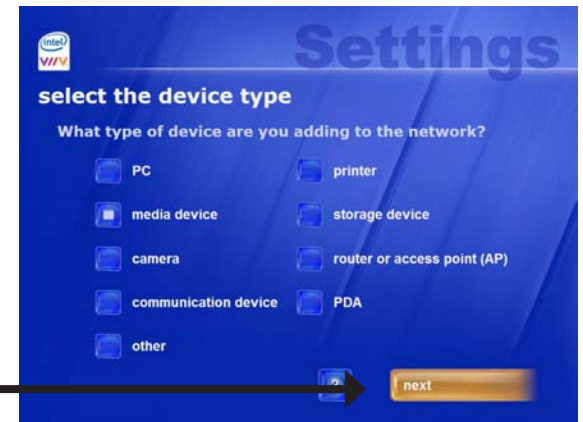 intel
VIIV
Settings
select the device type
What type of device are you adding to the network?
PC
printer
media device
storage device
camera
router or access point (AP)
communication device
PDA
other
?
next